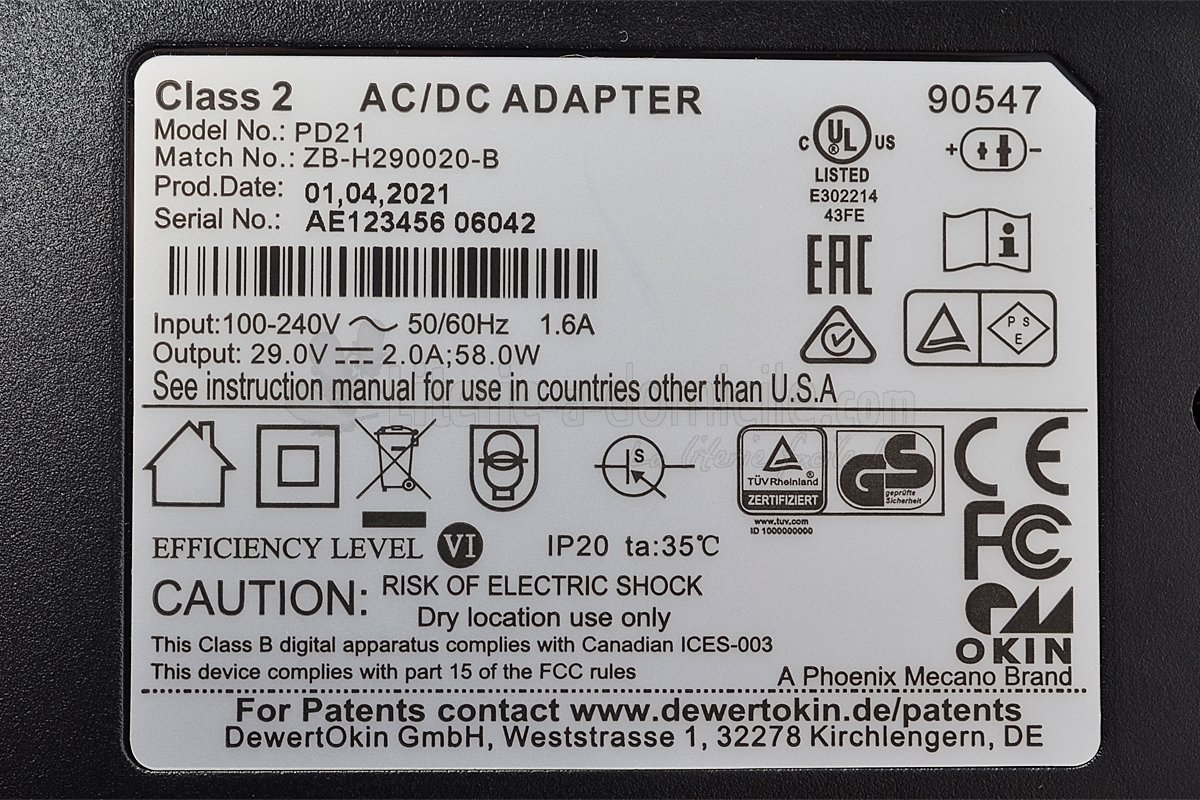 Class 2 AC/DC ADAPTER 90547
Model No.: PD21
Match No.: ZB-H290020-B
Prod.Date: 01,04,2021
Serial No.: AE123456 06042
C UL US
® 
LISTED
E302214
43FE
+ -
i
EAC
P S
E
Input:100-240V 50/60Hz 1.6A
Output: 29.0V 2.0A;58.0W
See instruction manual for use in countries other than U.S.A
Literie-a-domicile.com
S
TÜVRheinland®
ZERTIFIZIERT
www.tuv.com
ID 1000000000
GS
geprüfte
Sicherheit
CE
FC
EFFICIENCY LEVEL VI IP20 ta:35℃
CAUTION: RISK OF ELECTRIC SHOCK
Dry location use only
This Class B digital apparatus complies with Canadian ICES-003
This device complies with part 15 of the FCC rules
OKIN
A Phoenix Mecano Brand
For Patents contact www.dewertokin.de/patents
DewertOkin GmbH, Weststrasse 1, 32278 Kirchlengern, DE